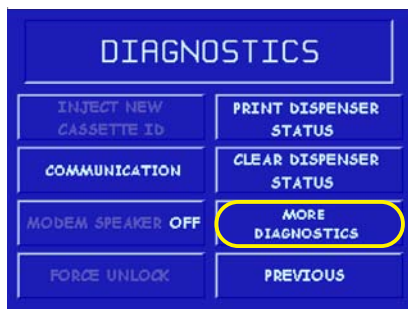 DIAGNOSTICS
INJECT NEW
CASSETTE ID
PRINT DISPENSER
STATUS
COMMUNICATION
CLEAR DISPENSER
STATUS
MODEM SPEAKER OFF
MORE
DIAGNOSTICS
FORCE UNLOCK
PREVIOUS